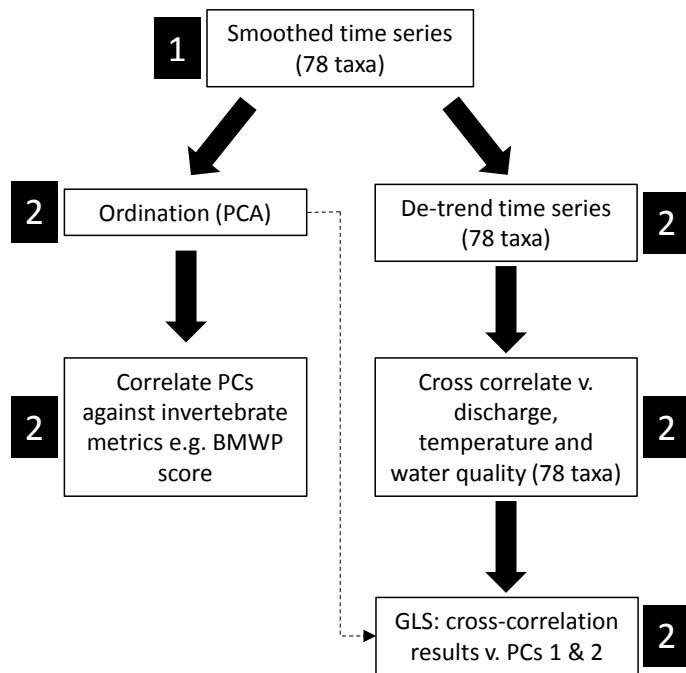 1
Smoothed time series
(78 taxa)
2
Ordination (PCA)
De-trend time series
(78 taxa)
2
2
Correlate PCs
against invertebrate
metrics e.g. BMWP
score
Cross correlate v.
discharge,
temperature and
water quality (78 taxa)
2
GLS: cross-correlation
results v. PCs 1 & 2
2